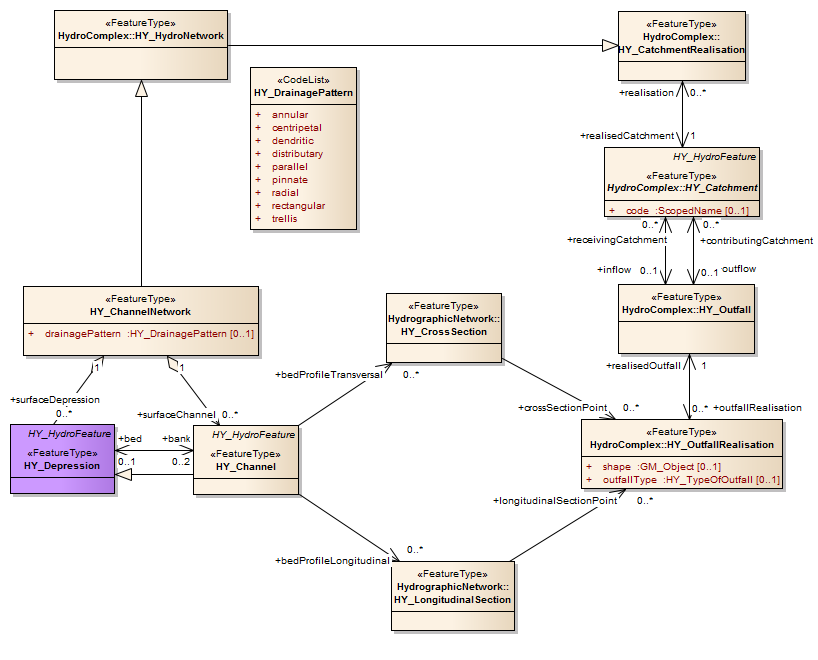 «FeatureType»
HydroComplex::HY_HydroNetwork
«FeatureType»
HydroComplex::
HY_CatchmentRealisation
«CodeList»
HY_DrainagePattern
+ annular
+ centripetal
+ dendritic
+ distributary
+ parallel
+ pinnate
+ radial
+ rectangular
+ trellis
+realisation 0..*
+realisedCatchment 1
HY_HydroFeature
«FeatureType»
HydroComplex::HY_Catchment
+ code :ScopedName [0..1]
0..* 0..*
+receivingCatchment +contributingCatchment
+inflow 0..1 0..1 +outflow
«FeatureType»
HydroComplex::HY_Outfall
«FeatureType»
HY_ChannelNetwork
+ drainagePattern :HY_DrainagePattern [0..1]
«FeatureType»
HydrographicNetwork::
HY_CrossSection
1 1
+realisedOutfall 1
+bedProfileTransversal 0..*
+surfaceDepression
0..*
+surfaceChannel 0..*
+crossSectionPoint 0..*
0..* +outfallRealisation
HY_HydroFeature
«FeatureType»
HY_Depression
+bed +bank
0..1 0..2
HY_HydroFeature
«FeatureType»
HY_Channel
«FeatureType»
HydroComplex::HY_OutfallRealisation
+ shape :GM_Object [0..1]
+ outfallType :HY_TypeOfOutfall [0..1]
+longitudinalSectionPoint 0..*
0..*
+bedProfileLongitudinal
«FeatureType»
HydrographicNetwork::
HY_LongitudinalSection